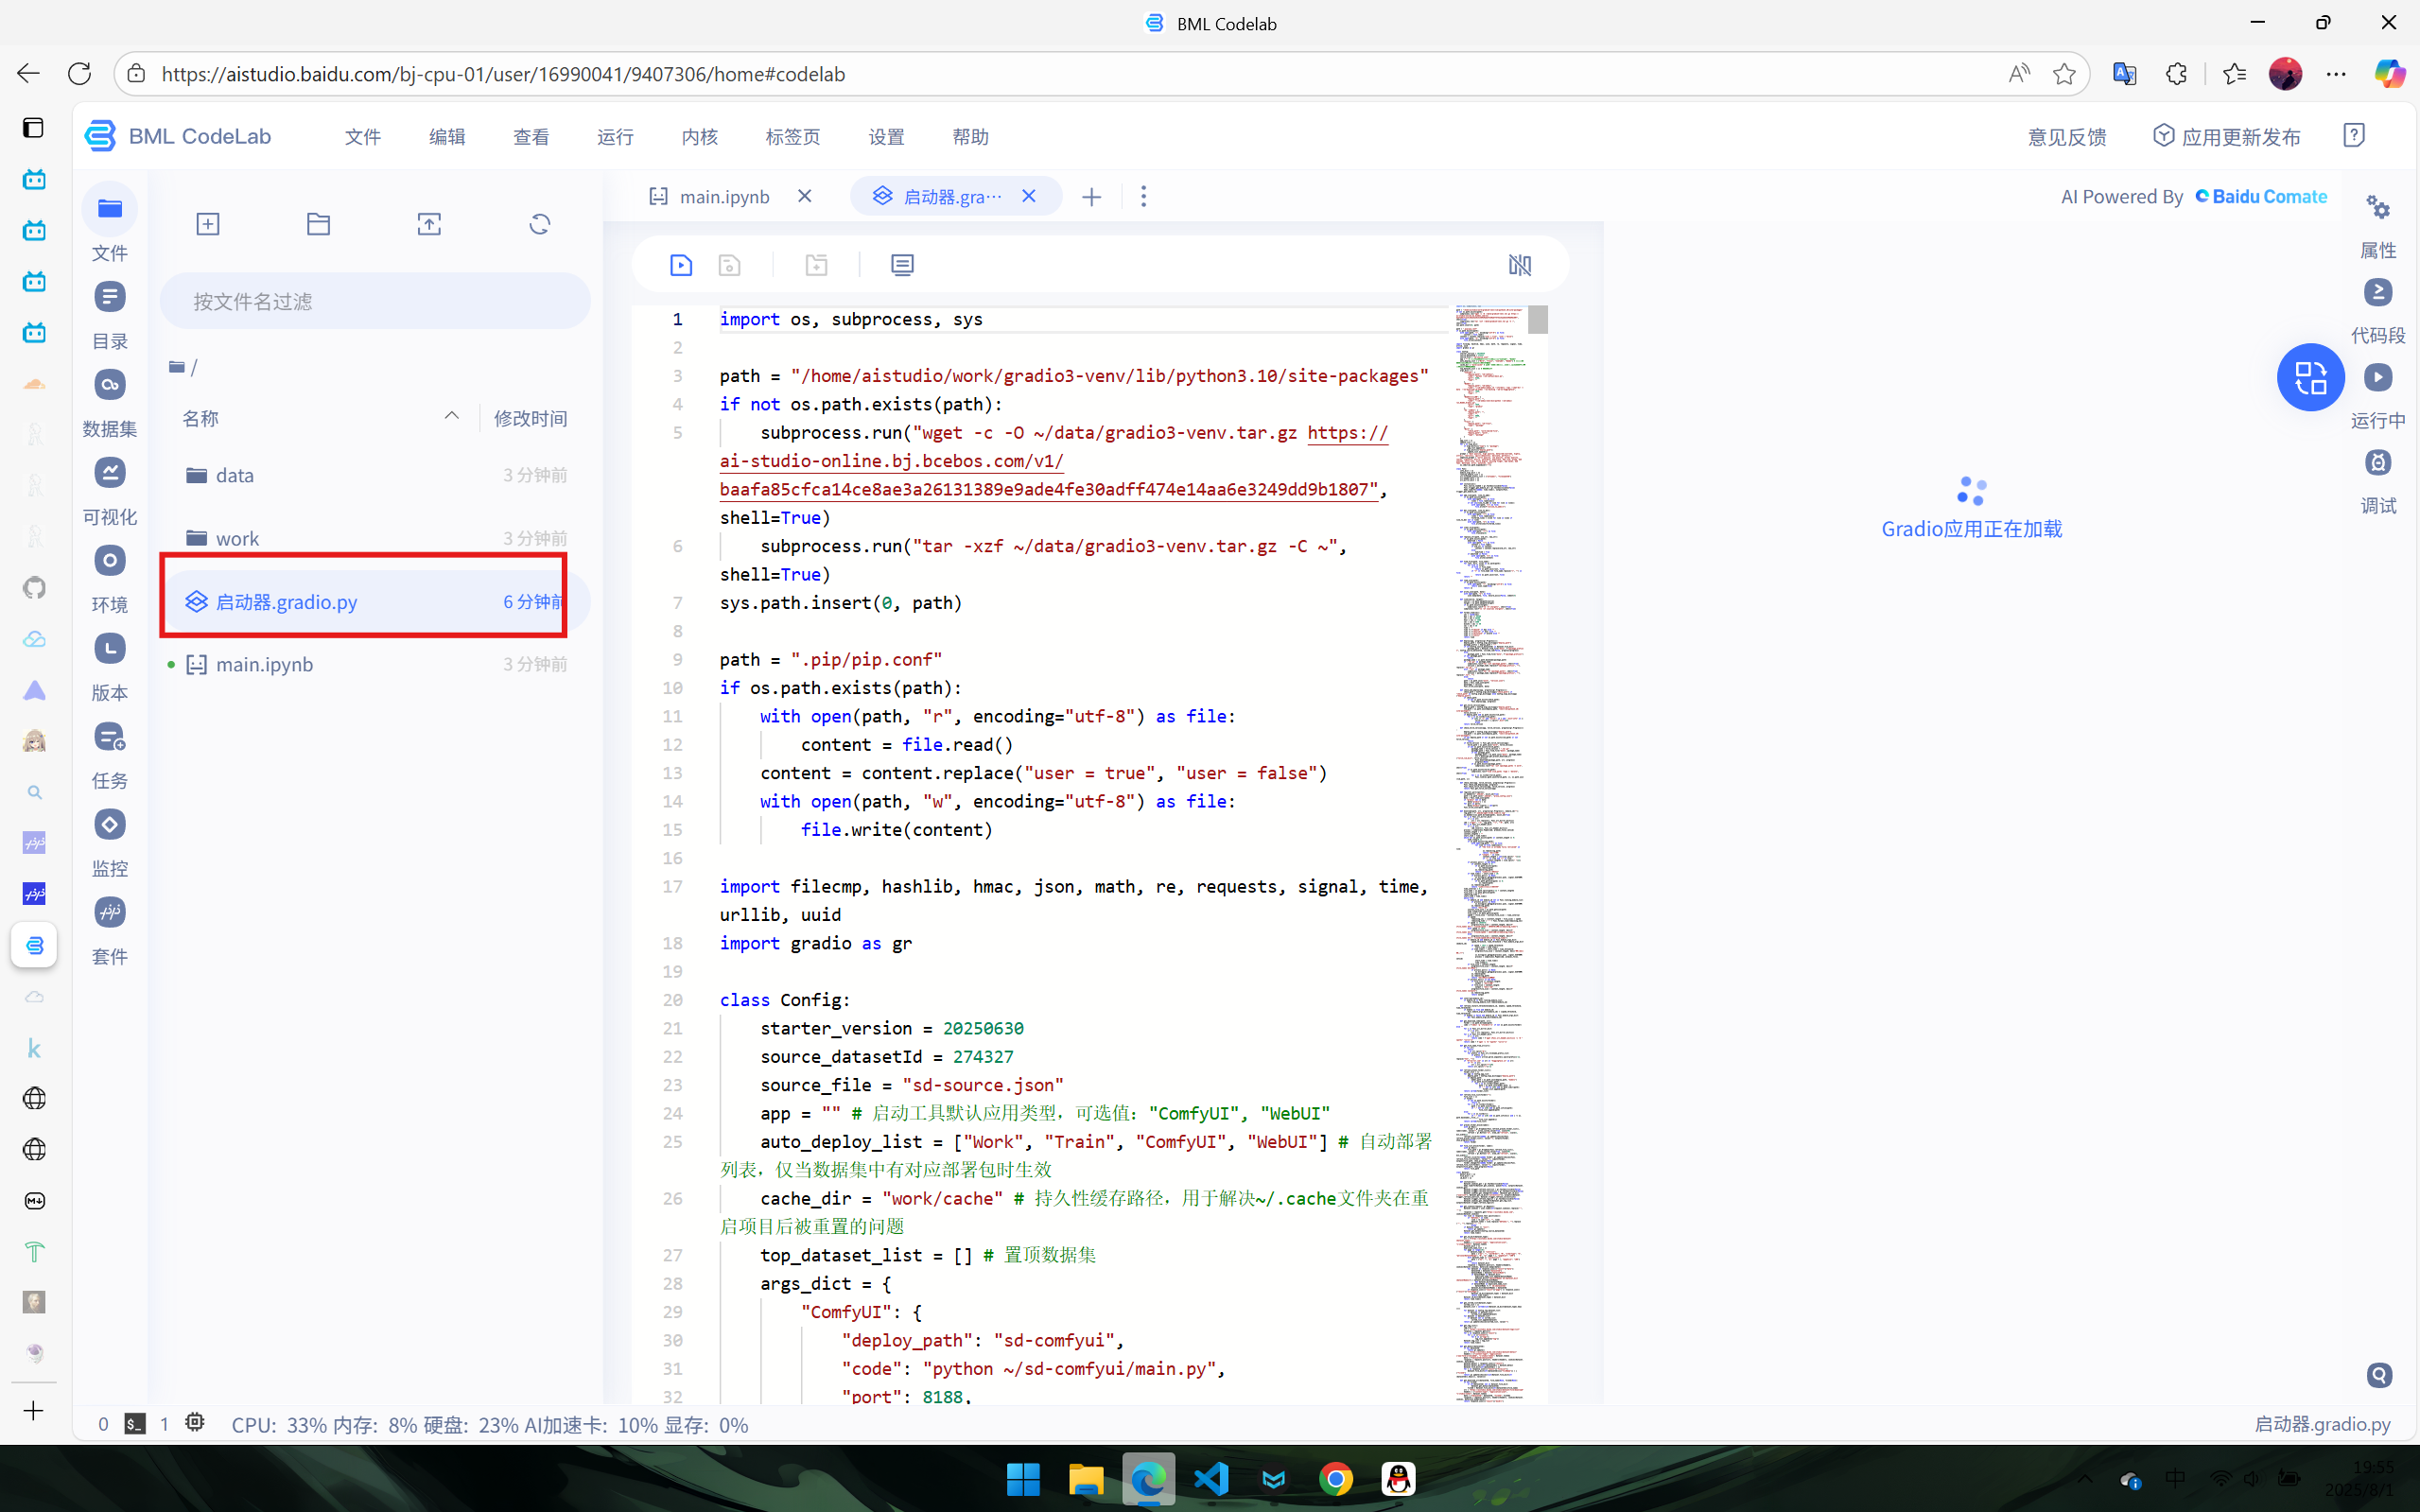 BML Codelab
https://aistudio.baidu.com/bj-cpu-01/user/16990041/9407306/home#codelab
BML CodeLab
文件
编辑
查看
运行
内核
标签页
设置
帮助
意见反馈
应用更新发布
文件
目录
数据集
可视化
环境
版本
任务
监控
套件
按文件名过滤
/
名称
修改时间
data
3 分钟前
work
3 分钟前
启动器.gradio.py
6 分钟前
main.ipynb
3 分钟前
main.ipynb
启动器.gra···
AI Powered By Baidu Comate
1 import os, subprocess, sys
2
3 path = "/home/aistudio/work/gradio3-venv/lib/python3.10/site-packages"
4 if not os.path.exists(path):
5 subprocess.run("wget -c -O ~/data/gradio3-venv.tar.gz https://
ai-studio-online.bj.bcebos.com/v1/
baafa85cfca14ce8ae3a26131389e9ade4fe30adff474e14aa6e3249dd9b1807",
shell=True)
6 subprocess.run("tar -xzf ~/data/gradio3-venv.tar.gz -C ~",
shell=True)
7 sys.path.insert(0, path)
8
9 path = ".pip/pip.conf"
10 if os.path.exists(path):
11 with open(path, "r", encoding="utf-8") as file:
12 content = file.read()
13 content = content.replace("user = true", "user = false")
14 with open(path, "w", encoding="utf-8") as file:
15 file.write(content)
16
17 import filecmp, hashlib, hmac, json, math, re, requests, signal, time,
urllib, uuid
18 import gradio as gr
19
20 class Config:
21 starter_version = 20250630
22 source_datasetId = 274327
23 source_file = "sd-source.json"
24 app = "" # 启动工具默认应用类型，可选值："ComfyUI", "WebUI"
25 auto_deploy_list = ["Work", "Train", "ComfyUI", "WebUI"] # 自动部署
列表，仅当数据集中有对应部署包时生效
26 cache_dir = "work/cache" # 持久性缓存路径，用于解决~/.cache文件夹在重
启项目后被重置的问题
27 top_dataset_list = [] # 置顶数据集
28 args_dict = {
29 "ComfyUI": {
30 "deploy_path": "sd-comfyui",
31 "code": "python ~/sd-comfyui/main.py",
32 "port": 8188,
Gradio应用正在加载
属性
代码段
运行中
调试
0 1 CPU: 33% 内存: 8% 硬盘: 23% AI加速卡: 10% 显存: 0%
启动器.gradio.py
中
19:55
2025/8/1